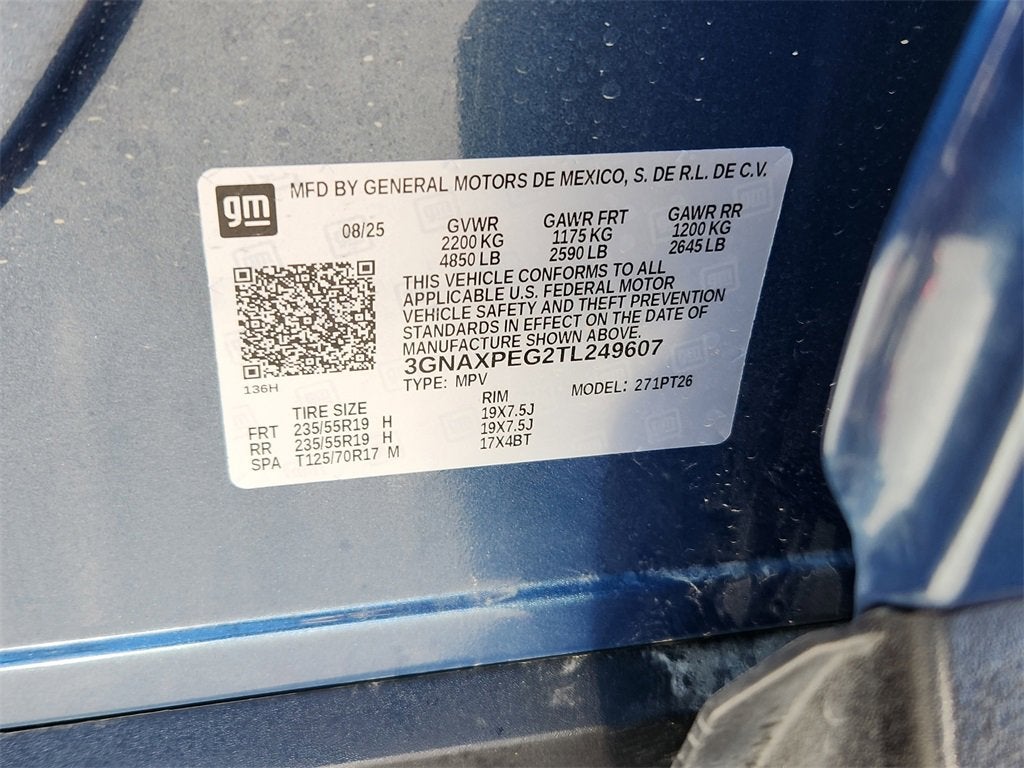 gm
MFD BY GENERAL MOTORS DE MEXICO, S. DE R.L. DE C.V.
08/25
GVWR GAWR FRT GAWR RR
2200 KG 1175 KG 1200 KG
4850 LB 2590 LB 2645 LB
THIS VEHICLE CONFORMS TO ALL
APPLICABLE U.S. FEDERAL MOTOR
VEHICLE SAFETY AND THEFT PREVENTION
STANDARDS IN EFFECT ON THE DATE OF
MANUFACTURE SHOWN ABOVE.
3GNAXPEG2TL249607
136H
TYPE: MPV MODEL: 271PT26
TIRE SIZE RIM
FRT 235/55R19 H 19X7.5J
RR 235/55R19 H 19X7.5J
SPA T125/70R17 M 17X4BT